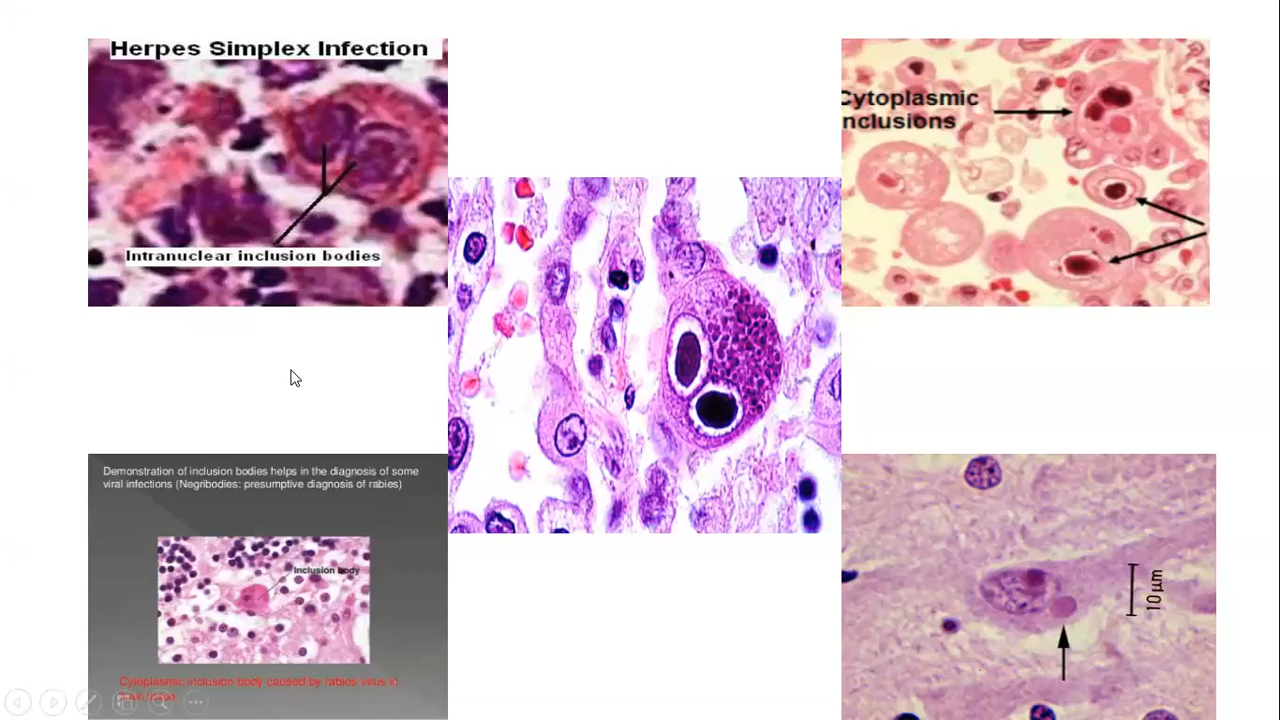 Herpes Simplex Infection
Intranuclear inclusion bodies
Cytoplasmic
nclusions
Demonstration of inclusion bodies helps in the diagnosis of some
viral infections (Negribodies: presumptive diagnosis of rabies)
Inclusion body
Cytoplasmic inclusion body caused by rabies virus in
10 µm